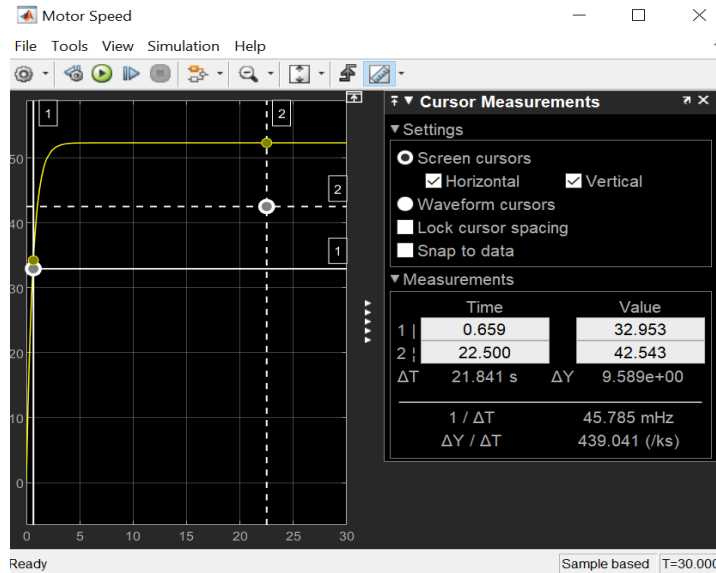 Motor Speed
File Tools View Simulation Help
1
2
50
40
30
20
10
0
2
1
0 5 10 15 20 25 30
Cursor Measurements
Settings
Screen cursors
Horizontal Vertical
Waveform cursors
Lock cursor spacing
Snap to data
Measurements
Time Value
1 | 0.659 32.953
2 ¦ 22.500 42.543
ΔT 21.841 s ΔY 9.589e+00
1 / ΔT 45.785 mHz
ΔY / ΔT 439.041 (/ks)
Ready Sample based T=30.000